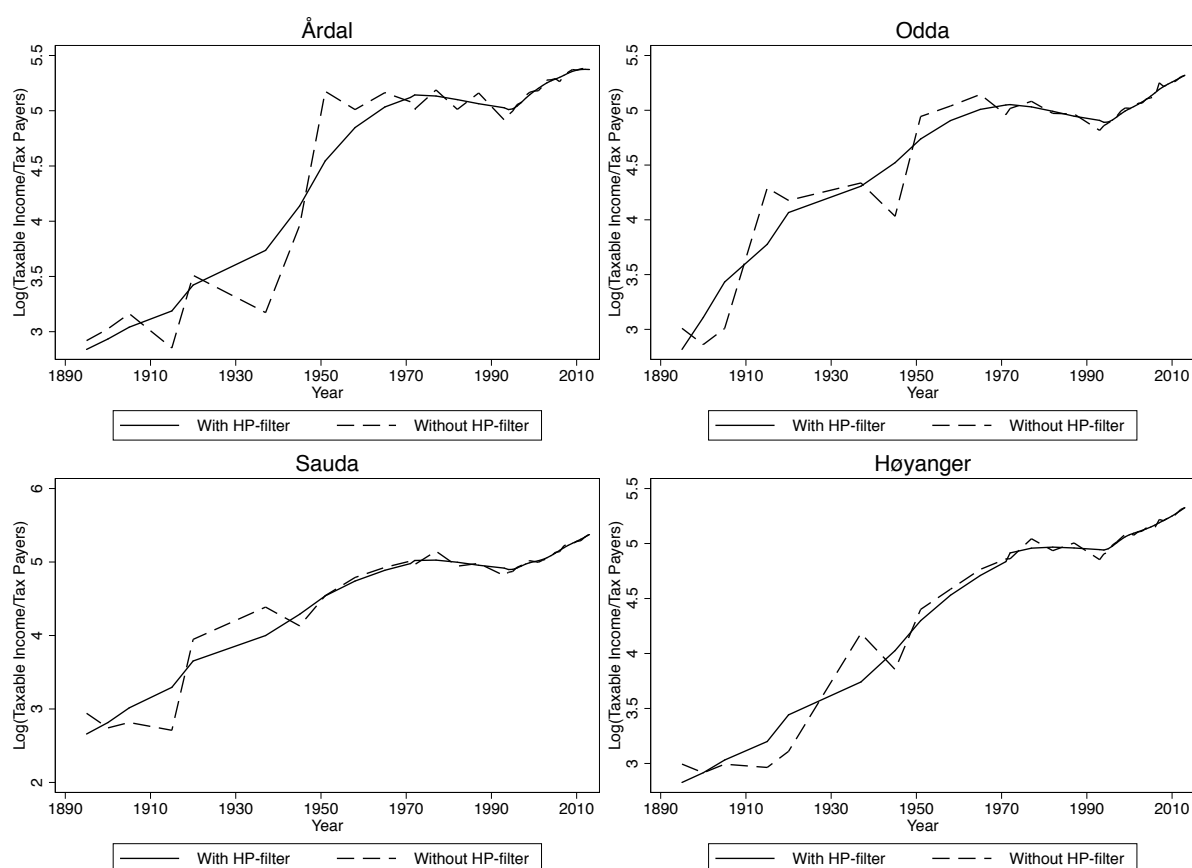 Årdal
Log(Taxable Income/Tax Payers)
5.5
5
4.5
4
3.5
3
1890 1910 1930 1950 1970 1990 2010
Year
With HP-filter Without HP-filter
Odda
Log(Taxable Income/Tax Payers)
5.5
5
4.5
4
3.5
3
1890 1910 1930 1950 1970 1990 2010
Year
With HP-filter Without HP-filter
Sauda
Log(Taxable Income/Tax Payers)
6
5
4
3
2
1890 1910 1930 1950 1970 1990 2010
Year
With HP-filter Without HP-filter
Høyanger
Log(Taxable Income/Tax Payers)
5.5
5
4.5
4
3.5
3
1890 1910 1930 1950 1970 1990 2010
Year
With HP-filter Without HP-filter